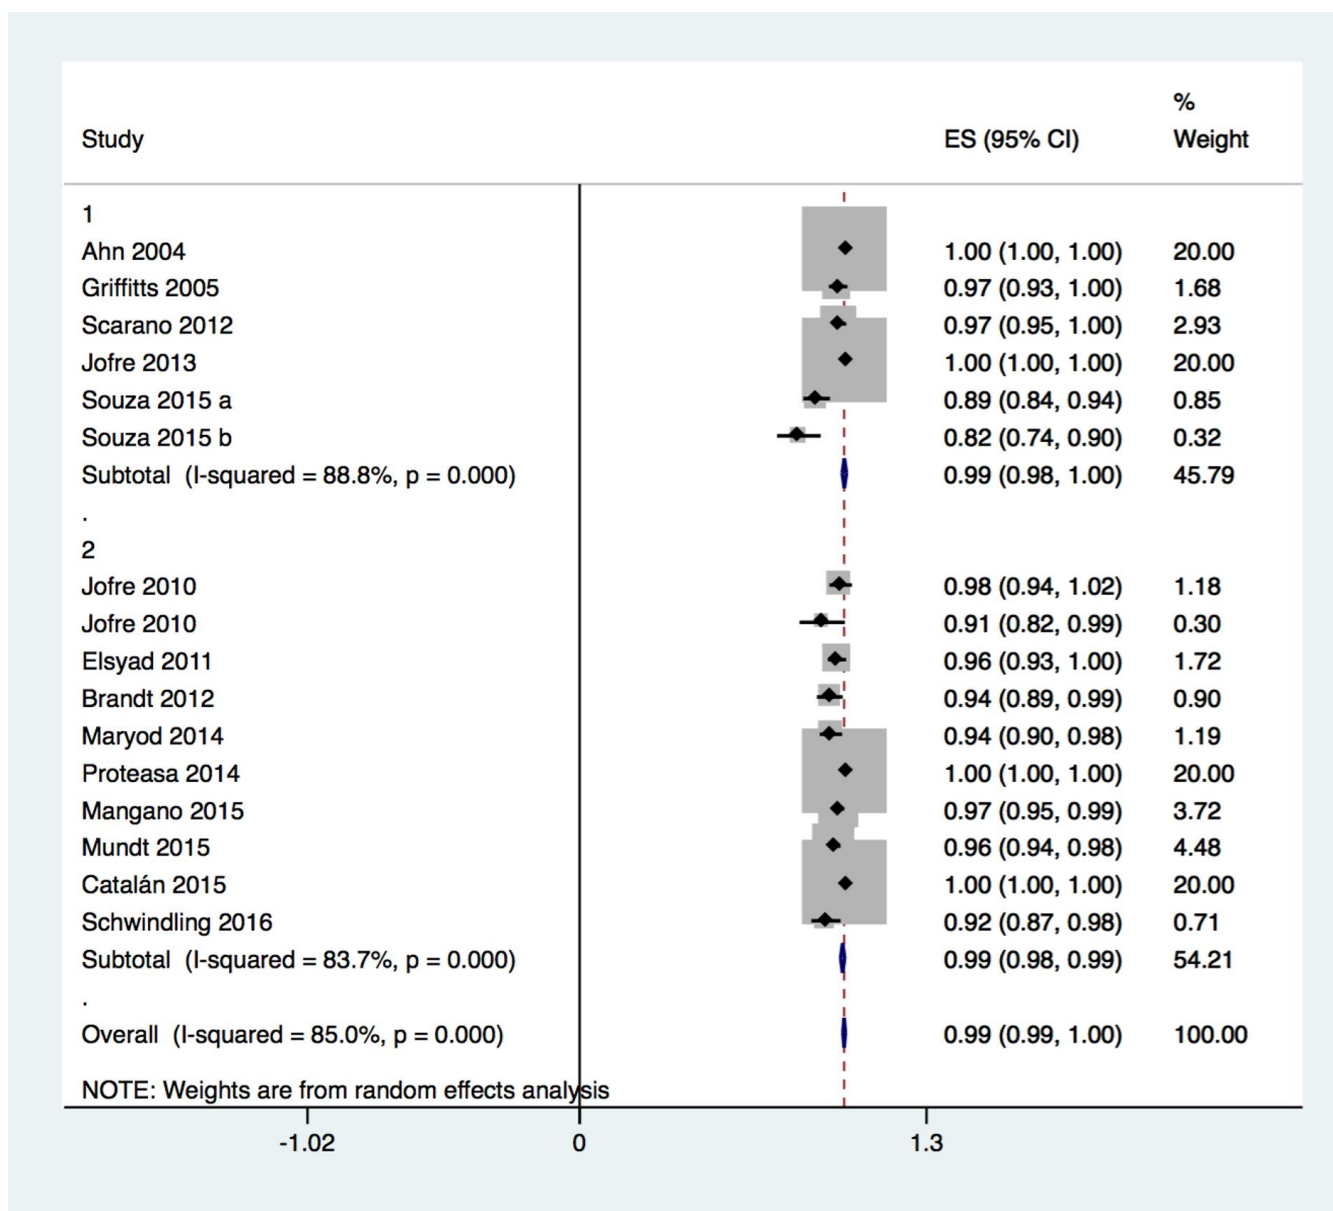 %
Study ES (95% CI) Weight
1
Ahn 2004 1.00 (1.00, 1.00) 20.00
Griffitts 2005 0.97 (0.93, 1.00) 1.68
Scarano 2012 0.97 (0.95, 1.00) 2.93
Jofre 2013 1.00 (1.00, 1.00) 20.00
Souza 2015 a 0.89 (0.84, 0.94) 0.85
Souza 2015 b 0.82 (0.74, 0.90) 0.32
Subtotal (I-squared = 88.8%, p = 0.000) 0.99 (0.98, 1.00) 45.79
.
2
Jofre 2010 0.98 (0.94, 1.02) 1.18
Jofre 2010 0.91 (0.82, 0.99) 0.30
Elsyad 2011 0.96 (0.93, 1.00) 1.72
Brandt 2012 0.94 (0.89, 0.99) 0.90
Maryod 2014 0.94 (0.90, 0.98) 1.19
Proteasa 2014 1.00 (1.00, 1.00) 20.00
Mangano 2015 0.97 (0.95, 0.99) 3.72
Mundt 2015 0.96 (0.94, 0.98) 4.48
Catalán 2015 1.00 (1.00, 1.00) 20.00
Schwindling 2016 0.92 (0.87, 0.98) 0.71
Subtotal (I-squared = 83.7%, p = 0.000) 0.99 (0.98, 0.99) 54.21
.
Overall (I-squared = 85.0%, p = 0.000) 0.99 (0.99, 1.00) 100.00
NOTE: Weights are from random effects analysis
-1.02 0 1.3